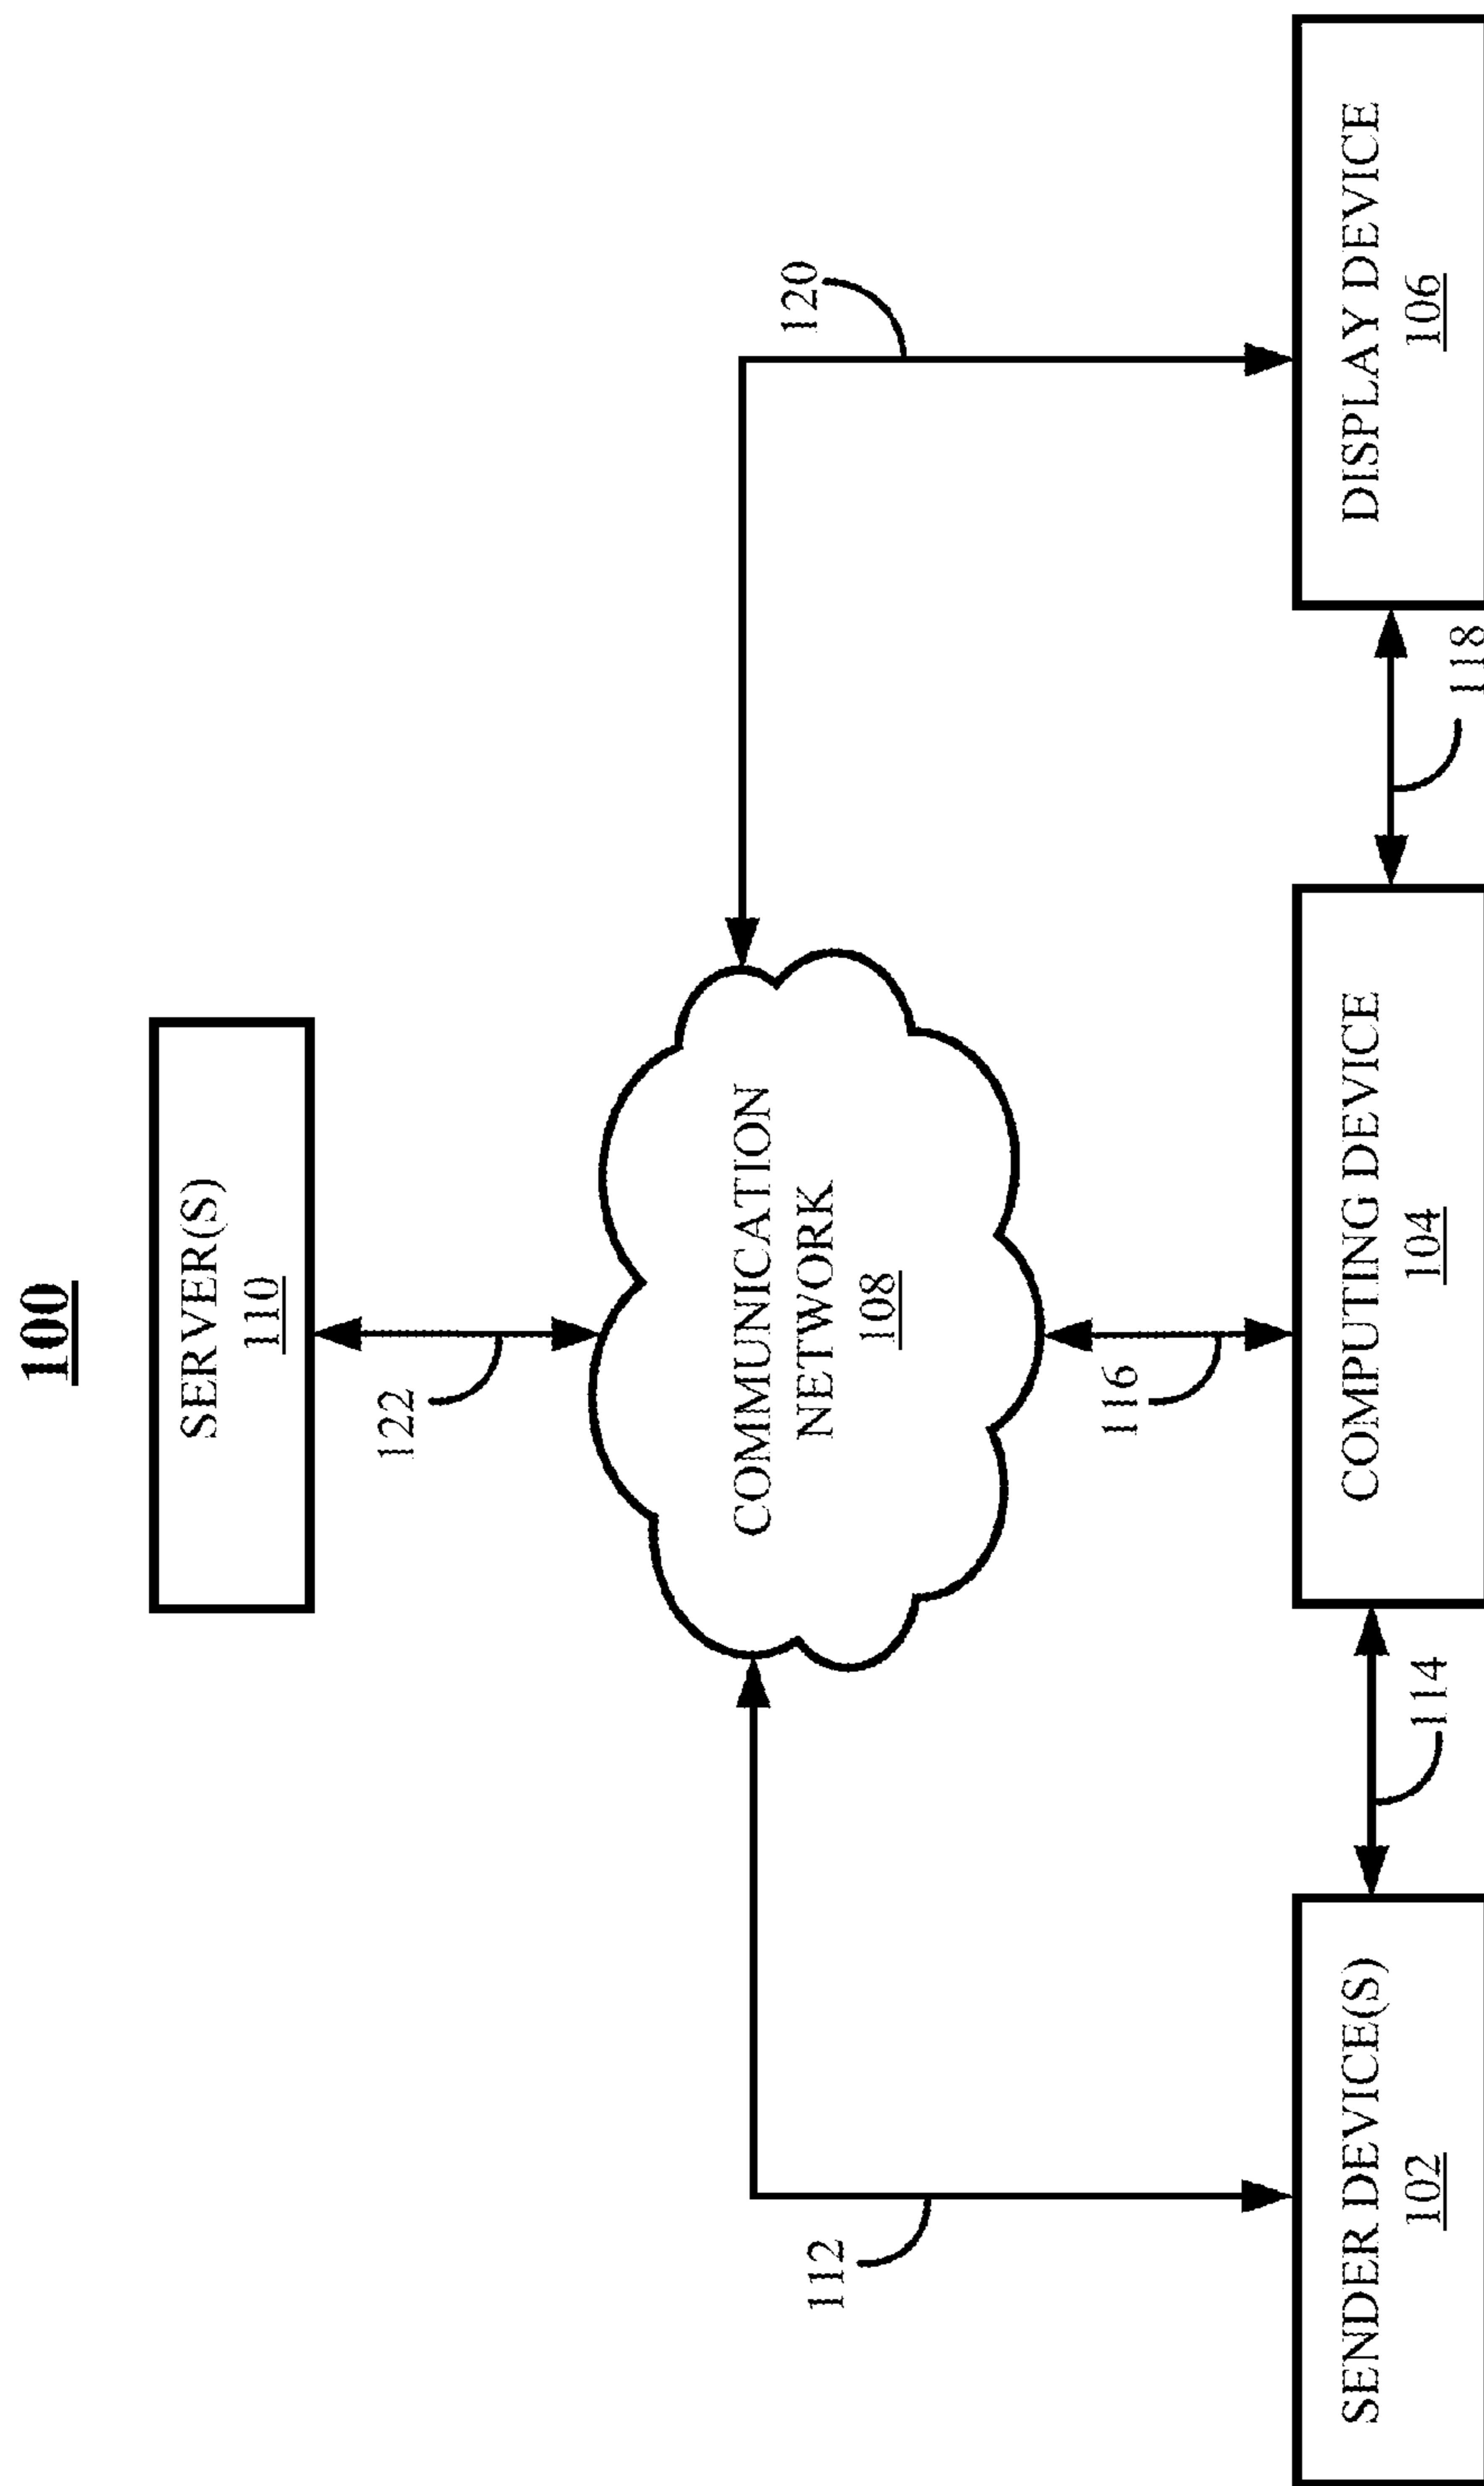 100
SERVER(S)
110
122
COMMUNICATION
NETWORK
108
120
112
116
SENDER DEVICE(S)
102
114
COMPUTING DEVICE
104
118
DISPLAY DEVICE
106